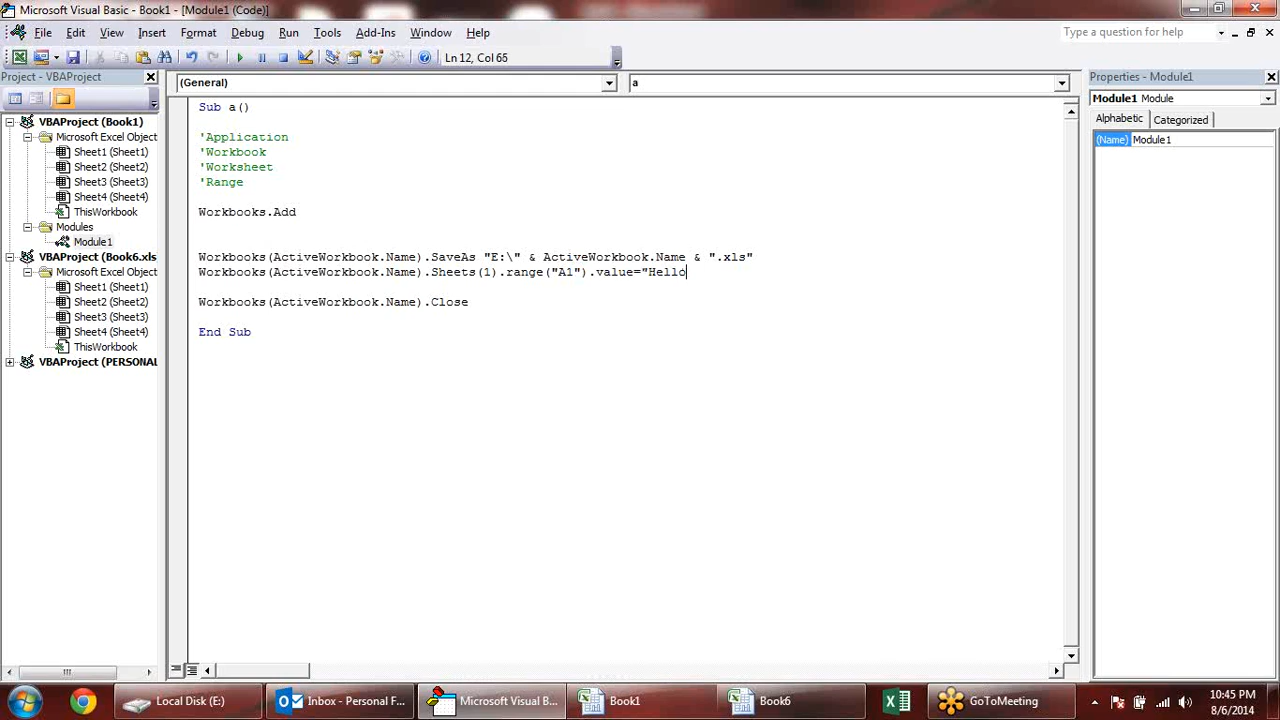 Microsoft Visual Basic - Book1 - [Module1 (Code)]
File Edit View Insert Format Debug Run Tools Add-Ins Window Help
Type a question for help
Ln 12, Col 65
Project - VBAProject
(General)
a
Properties - Module1
Module1 Module
Alphabetic Categorized
(Name) Module1
VBAProject (Book1)
Microsoft Excel Object
Sheet1 (Sheet1)
Sheet2 (Sheet2)
Sheet3 (Sheet3)
Sheet4 (Sheet4)
ThisWorkbook
Modules
Module1
VBAProject (Book6.xls
Microsoft Excel Object
Sheet1 (Sheet1)
Sheet2 (Sheet2)
Sheet3 (Sheet3)
Sheet4 (Sheet4)
ThisWorkbook
VBAProject (PERSONAL
Sub a()
'Application
'Workbook
'Worksheet
'Range
Workbooks.Add
Workbooks(ActiveWorkbook.Name).SaveAs "E:\" & ActiveWorkbook.Name & ".xls"
Workbooks(ActiveWorkbook.Name).Sheets(1).range("A1").value="Hello
Workbooks(ActiveWorkbook.Name).Close
End Sub
Local Disk (E:)
Inbox - Personal F...
Microsoft Visual B...
Book1
Book6
GoToMeeting
10:45 PM
8/6/2014